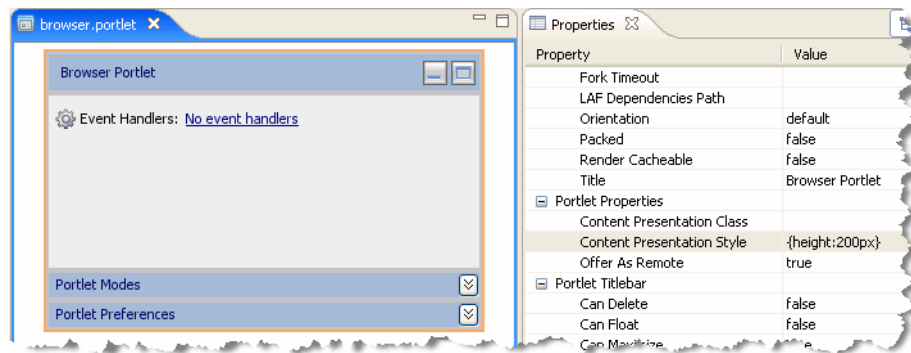 browser.portlet
Browser Portlet
Event Handlers: No event handlers
Portlet Modes
Portlet Preferences
Properties
Property Value
Fork Timeout
LAF Dependencies Path
Orientation default
Packed false
Render Cacheable false
Title Browser Portlet
Portlet Properties
Content Presentation Class
Content Presentation Style {height:200px}
Offer As Remote true
Portlet Titlebar
Can Delete false
Can Float false
Can Maximize